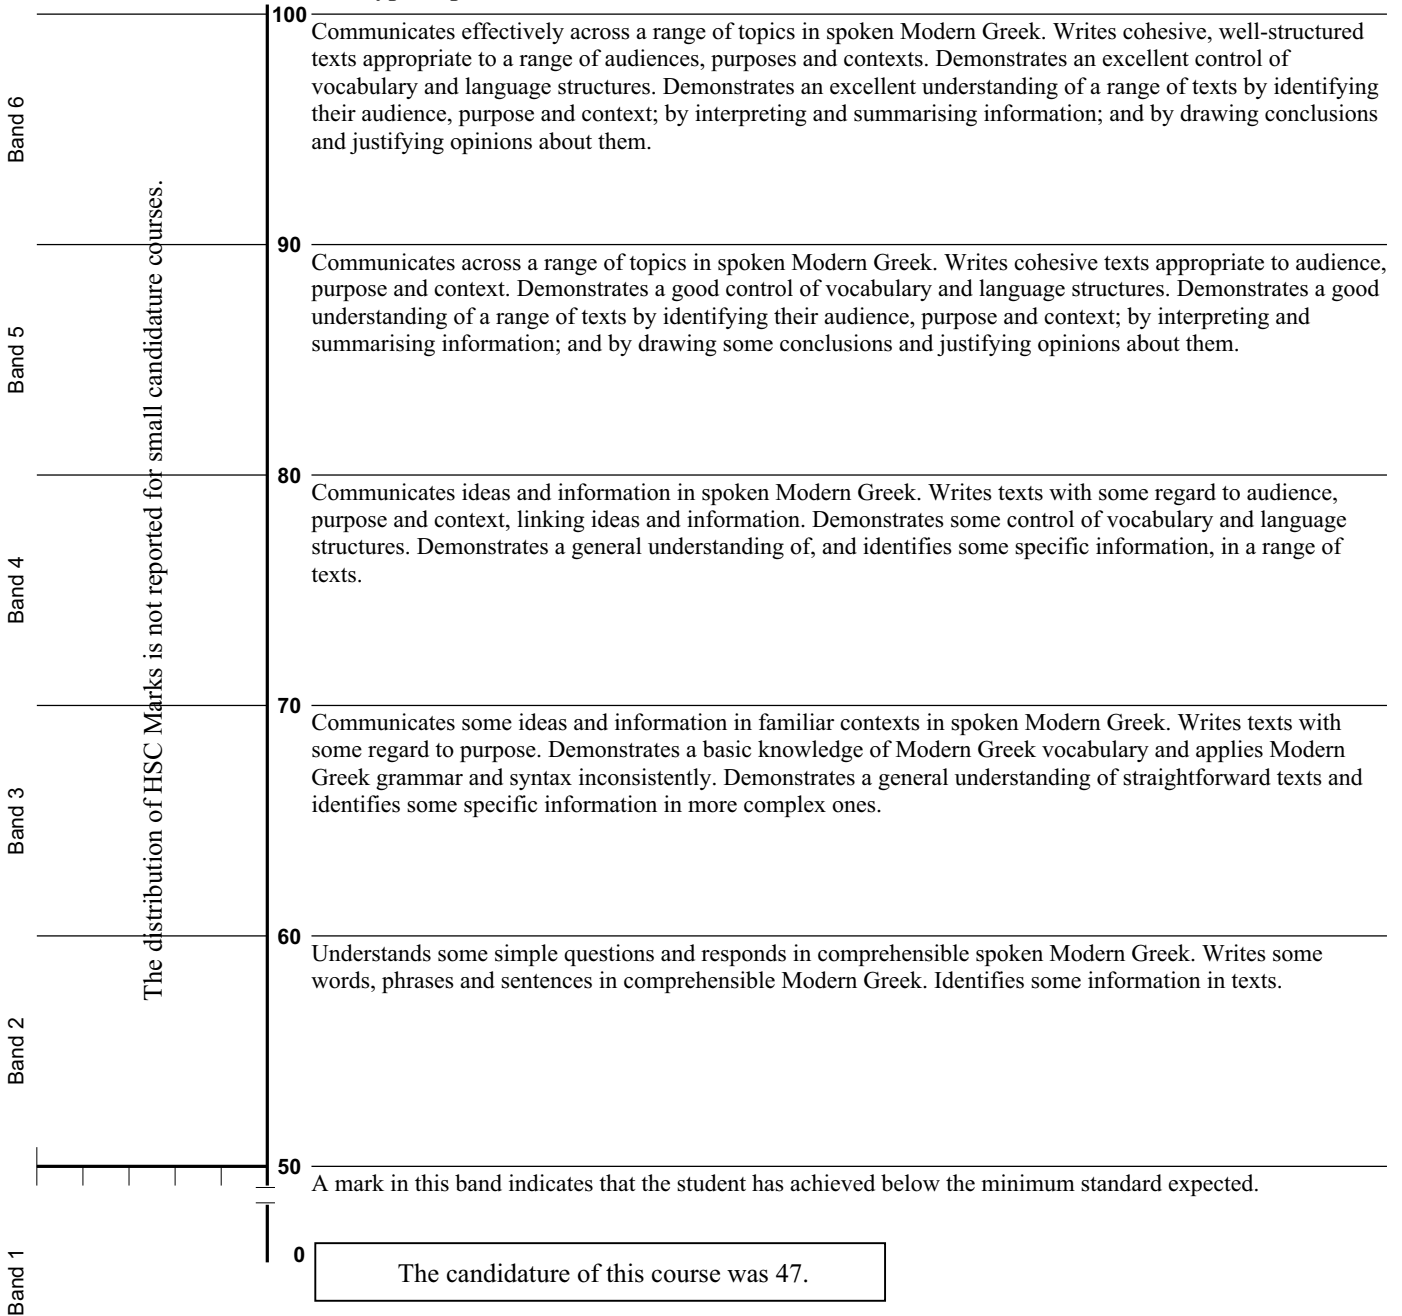 100
Communicates effectively across a range of topics in spoken Modern Greek. Writes cohesive, well-structured
texts appropriate to a range of audiences, purposes and contexts. Demonstrates an excellent control of
vocabulary and language structures. Demonstrates an excellent understanding of a range of texts by identifying
their audience, purpose and context; by interpreting and summarising information; and by drawing conclusions
and justifying opinions about them.
Band 6
90
Communicates across a range of topics in spoken Modern Greek. Writes cohesive texts appropriate to audience,
purpose and context. Demonstrates a good control of vocabulary and language structures. Demonstrates a good
understanding of a range of texts by identifying their audience, purpose and context; by interpreting and
summarising information; and by drawing some conclusions and justifying opinions about them.
Band 5
80
Communicates ideas and information in spoken Modern Greek. Writes texts with some regard to audience,
purpose and context, linking ideas and information. Demonstrates some control of vocabulary and language
structures. Demonstrates a general understanding of, and identifies some specific information, in a range of
texts.
Band 4
The distribution of HSC Marks is not reported for small candidature courses.
70
Communicates some ideas and information in familiar contexts in spoken Modern Greek. Writes texts with
some regard to purpose. Demonstrates a basic knowledge of Modern Greek vocabulary and applies Modern
Greek grammar and syntax inconsistently. Demonstrates a general understanding of straightforward texts and
identifies some specific information in more complex ones.
Band 3
60
Understands some simple questions and responds in comprehensible spoken Modern Greek. Writes some
words, phrases and sentences in comprehensible Modern Greek. Identifies some information in texts.
Band 2
50
A mark in this band indicates that the student has achieved below the minimum standard expected.
Band 1
0
The candidature of this course was 47.